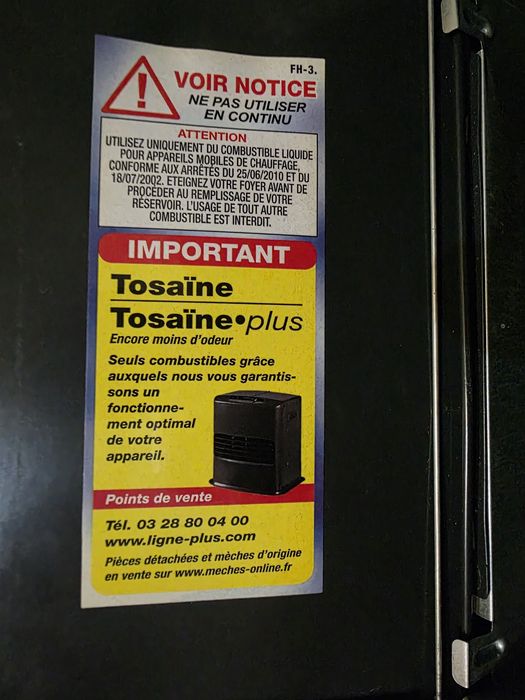 FH-3.
VOIR NOTICE
NE PAS UTILISER
EN CONTINU
ATTENTION
UTILISEZ UNIQUEMENT DU COMBUSTIBLE LIQUIDE
POUR APPAREILS MOBILES DE CHAUFFAGE,
CONFORME AUX ARRÊTÉS DU 25/06/2010 ET DU
18/07/2002. ETEIGNEZ VOTRE FOYER AVANT DE
PROCÉDER AU REMPLISSAGE DE VOTRE
RÉSERVOIR. L'USAGE DE TOUT AUTRE
COMBUSTIBLE EST INTERDIT.
IMPORTANT
Tosaïne
Tosaïne•plus
Encore moins d'odeur
Seuls combustibles grâce
auxquels nous vous garantis-
sons un
fonctionne-
ment optimal
de votre
appareil.
Points de vente
Tél. 03 28 80 04 00
www.ligne-plus.com
Pièces détachées et mèches d'origine
en vente sur www.meches-online.fr